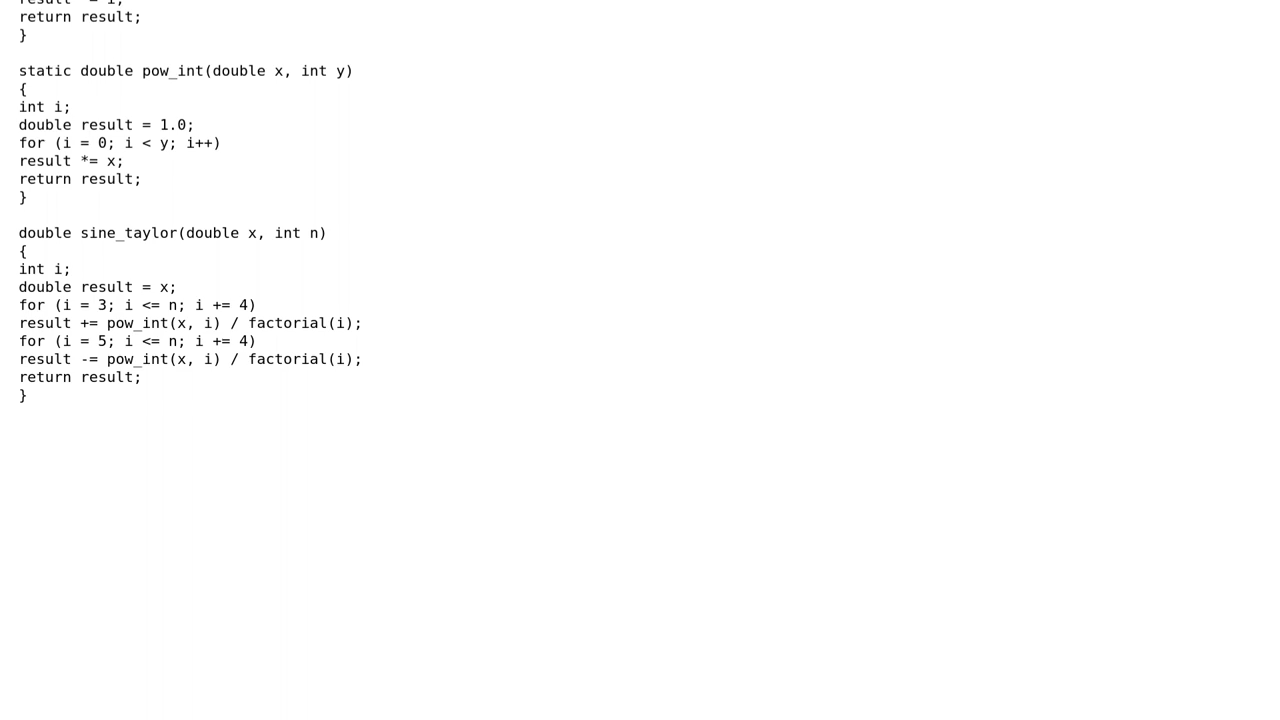 return result;
}
static double pow_int(double x, int y)
{
int i;
double result = 1.0;
for (i = 0; i < y; i++)
result *= x;
return result;
}
double sine_taylor(double x, int n)
{
int i;
double result = x;
for (i = 3; i <= n; i += 4)
result += pow_int(x, i) / factorial(i);
for (i = 5; i <= n; i += 4)
result -= pow_int(x, i) / factorial(i);
return result;
}